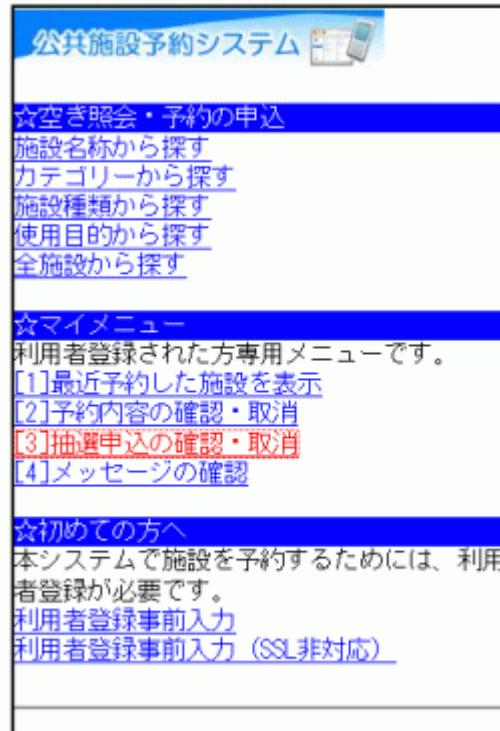 公共施設予約システム
☆空き照会・予約の申込
施設名称から探す
カテゴリーから探す
施設種類から探す
使用目的から探す
全施設から探す
☆マイメニュー
利用者登録された方専用メニューです。
[1]最近予約した施設を表示
[2]予約内容の確認・取消
[3]抽選申込の確認・取消
[4]メッセージの確認
☆初めての方へ
本システムで施設を予約するためには、利用
者登録が必要です。
利用者登録事前入力
利用者登録事前入力（SSL非対応）